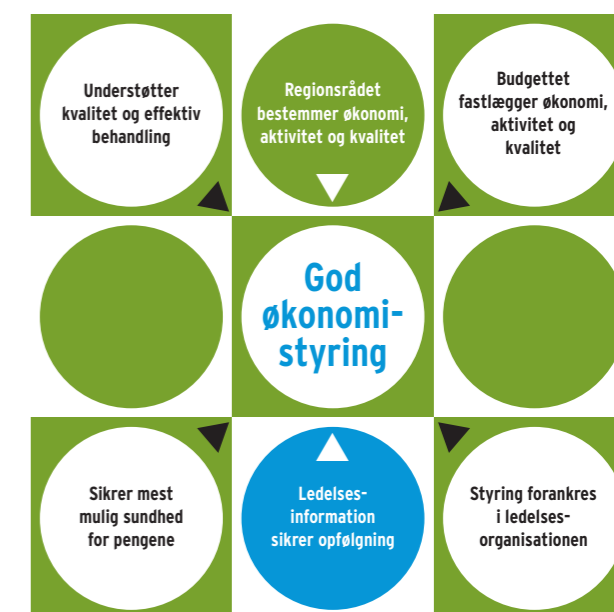 Understøtter
kvalitet og effektiv
behandling
Regionsrådet
bestemmer økonomi,
aktivitet og kvalitet
Budgettet
fastlægger økonomi,
aktivitet og
kvalitet
God
økonomi-
styring
Sikrer mest
mulig sundhed
for pengene
Ledelses-
information
sikrer opfølgning
Styring forankres
i ledelses-
organisationen